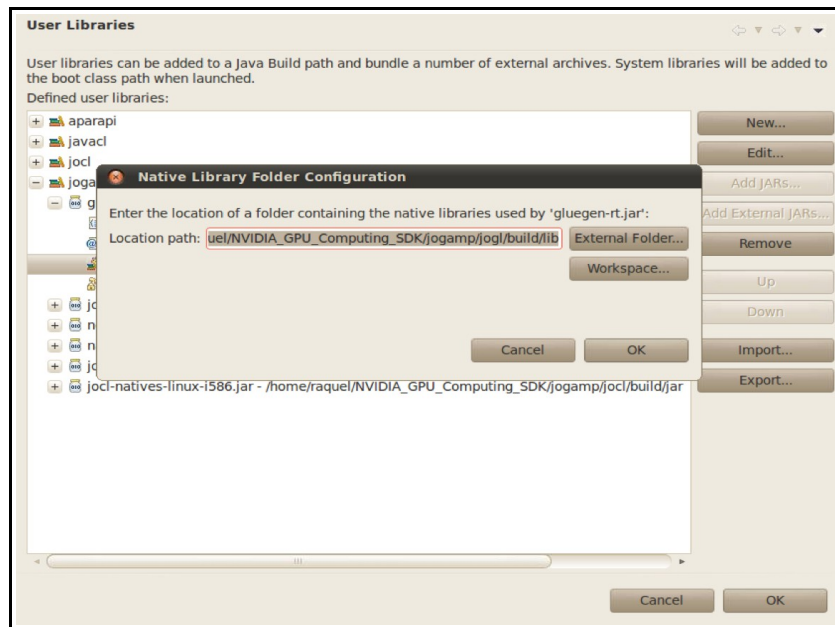 User Libraries
User libraries can be added to a Java Build path and bundle a number of external archives. System libraries will be added to
the boot class path when launched.
Defined user libraries:
aparapi
New...
javacl
Edit...
jocl
Native Library Folder Configuration
joga
Add JARs...
Enter the location of a folder containing the native libraries used by 'gluegen-rt.jar':
Add External JARs...
Location path: uel/NVIDIA_GPU_Computing_SDK/jogamp/jogl/build/lib External Folder...
Remove
Workspace...
Up
jo
Down
n
n
Cancel OK
Import...
jo
jocl-natives-linux-i586.jar - /home/raquel/NVIDIA_GPU_Computing_SDK/jogamp/jocl/build/jar
Export...
Cancel OK